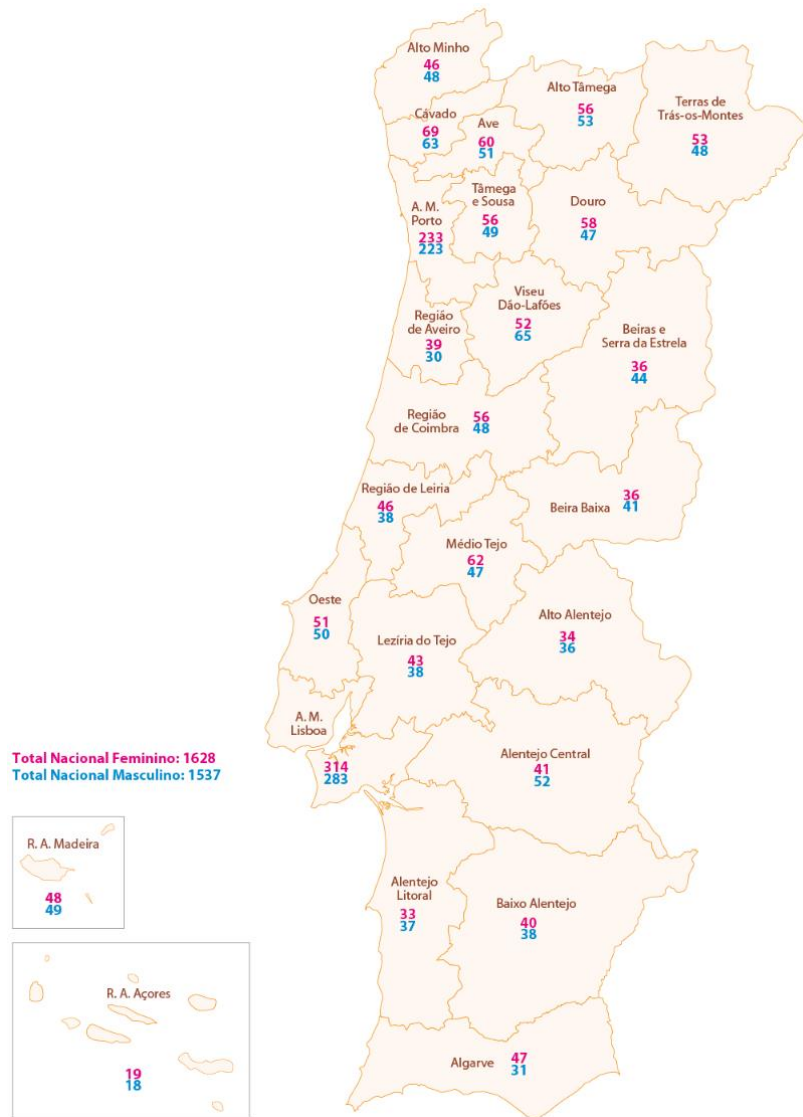 Alto Minho
46
48
Alto Tâmega
56
53
Terras de
Trás-os-Montes
53
48
Cávado
69
63
Ave
60
51
A. M.
Porto
233
223
Tâmega
e Sousa
56
49
Douro
58
47
Viseu
Dão-Lafões
52
65
Região
de Aveiro
39
30
Beiras e
Serra da Estrela
36
44
Região
de Coimbra
56
48
Região de Leiria
46
38
Beira Baixa
36
41
Médio Tejo
62
47
Oeste
51
50
Lezíria do Tejo
43
38
Alto Alentejo
34
36
A. M.
Lisboa
314
283
Alentejo Central
41
52
Total Nacional Feminino: 1628
Total Nacional Masculino: 1537
R. A. Madeira
48
49
Alentejo
Litoral
33
37
Baixo Alentejo
40
38
R. A. Açores
19
18
Algarve
47
31